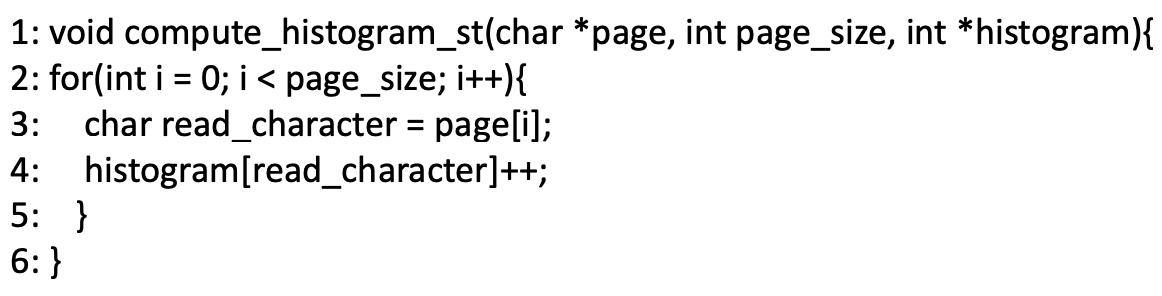 1: void compute_histogram_st(char *page, int page_size, int *histogram){
2: for(int i = 0; i < page_size; i++){
3:    char read_character = page[i];
4:    histogram[read_character]++;
5:   }
6: }